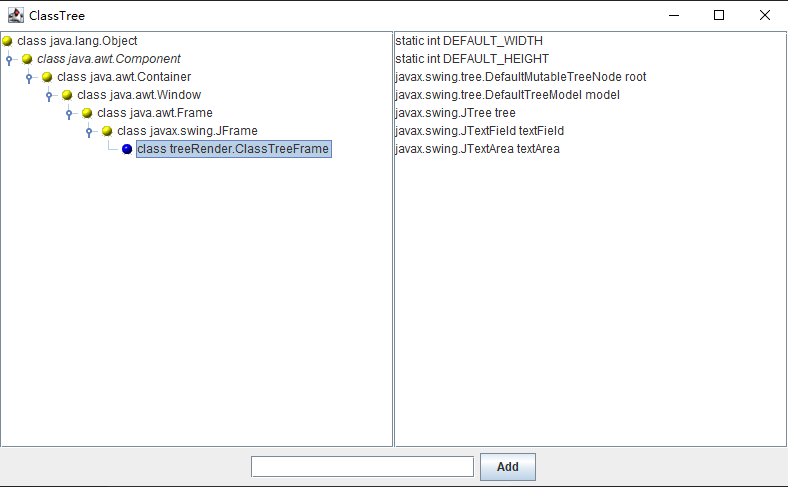 ClassTree
class java.lang.Object
class java.awt.Component
class java.awt.Container
class java.awt.Window
class java.awt.Frame
class javax.swing.JFrame
class treeRender.ClassTreeFrame
static int DEFAULT_WIDTH
static int DEFAULT_HEIGHT
javax.swing.tree.DefaultMutableTreeNode root
javax.swing.tree.DefaultTreeModel model
javax.swing.JTree tree
javax.swing.JTextField textField
javax.swing.JTextArea textArea
Add